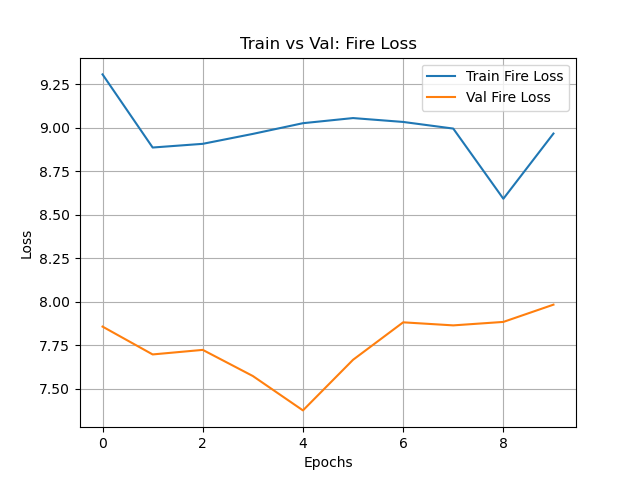 Train vs Val: Fire Loss
Train Fire Loss
Val Fire Loss
9.25
9.00
8.75
8.50
8.25
8.00
7.75
7.50
Loss
0 2 4 6 8
Epochs